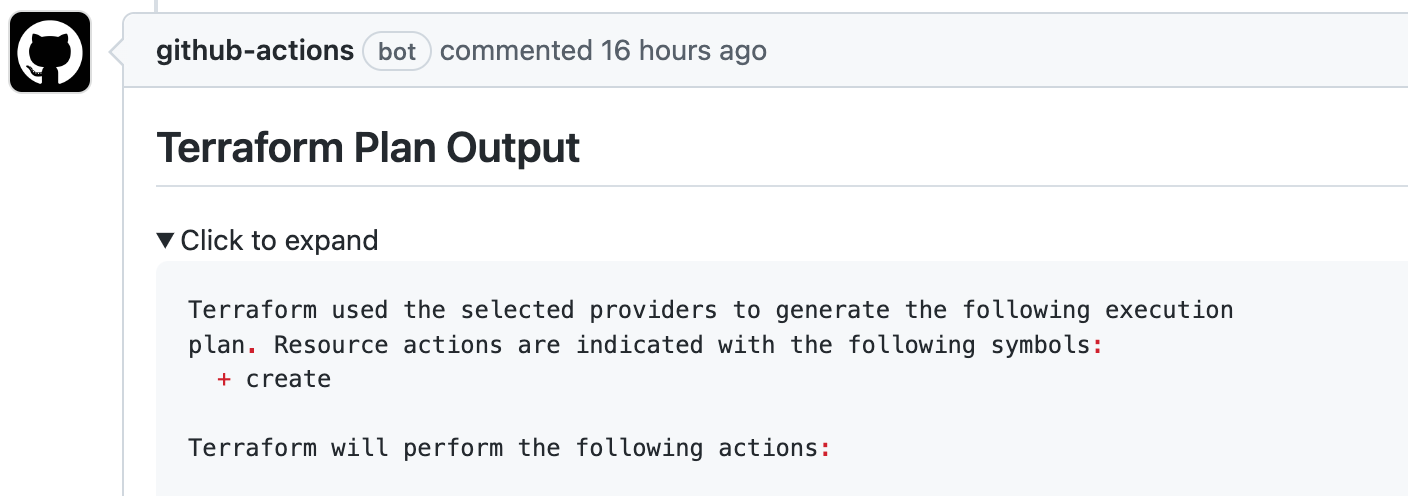 github-actions bot commented 16 hours ago
Terraform Plan Output
▼ Click to expand
Terraform used the selected providers to generate the following execution
plan. Resource actions are indicated with the following symbols:
  + create
Terraform will perform the following actions: